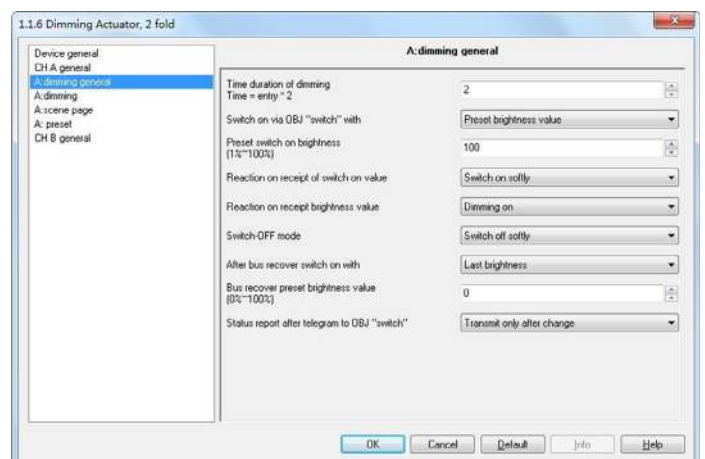 1.1.6 Dimming Actuator, 2 fold
Device general
CH A general
A:dimming general
A:dimming
A:scene page
A: preset
CH B general
A:dimming general
Time duration of dimming
Time = entry * 2
2
Switch on via OBJ "switch" with
Preset brightness value
Preset switch on brightness
(1%~100%)
100
Reaction on receipt of switch on value
Switch on softly
Reaction on receipt brightness value
Dimming on
Switch-OFF mode
Switch off softly
After bus recover switch on with
Last brightness
Bus recover preset brightness value
(0%~100%)
0
Status report after telegram to OBJ "switch"
Transmit only after change
OK
Cancel
Default
Info
Help